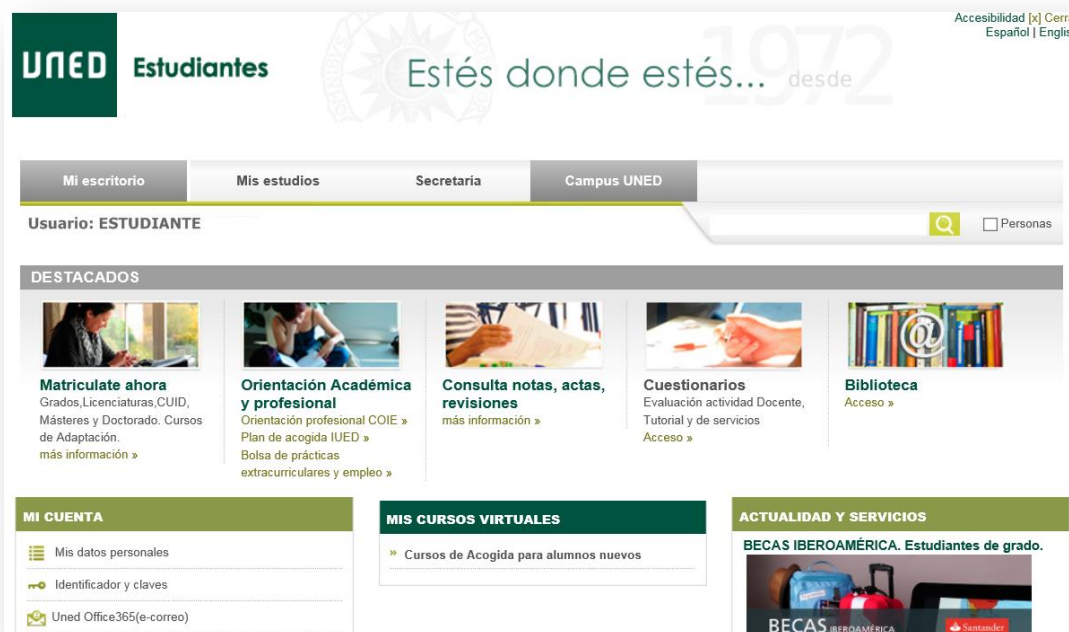 Accesibilidad [x] Cerra
Español | Englis
UNED Estudiantes
Estés donde estés... desde 1972
Mi escritorio Mis estudios Secretaría Campus UNED
Usuario: ESTUDIANTE
Personas
DESTACADOS
Matriculate ahora
Grados,Licenciaturas,CUID,
Másteres y Doctorado. Cursos
de Adaptación.
más información »
Orientación Académica
y profesional
Orientación profesional COIE »
Plan de acogida IUED »
Bolsa de prácticas
extracurriculares y empleo »
Consulta notas, actas,
revisiones
más información »
Cuestionarios
Evaluación actividad Docente,
Tutorial y de servicios
Acceso »
@
Biblioteca
Acceso »
MI CUENTA
Mis datos personales
Identificador y claves
Uned Office365(e-correo)
MIS CURSOS VIRTUALES
» Cursos de Acogida para alumnos nuevos
ACTUALIDAD Y SERVICIOS
BECAS IBEROAMÉRICA. Estudiantes de grado.
BECAS IBEROAMÉRICA
Santander